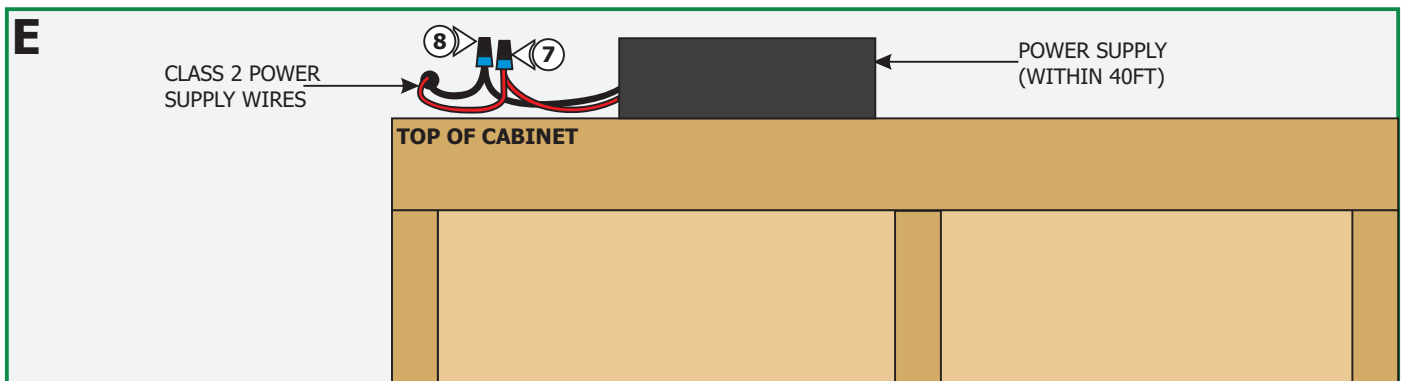 E
8
7
CLASS 2 POWER
SUPPLY WIRES
POWER SUPPLY
(WITHIN 40FT)
TOP OF CABINET